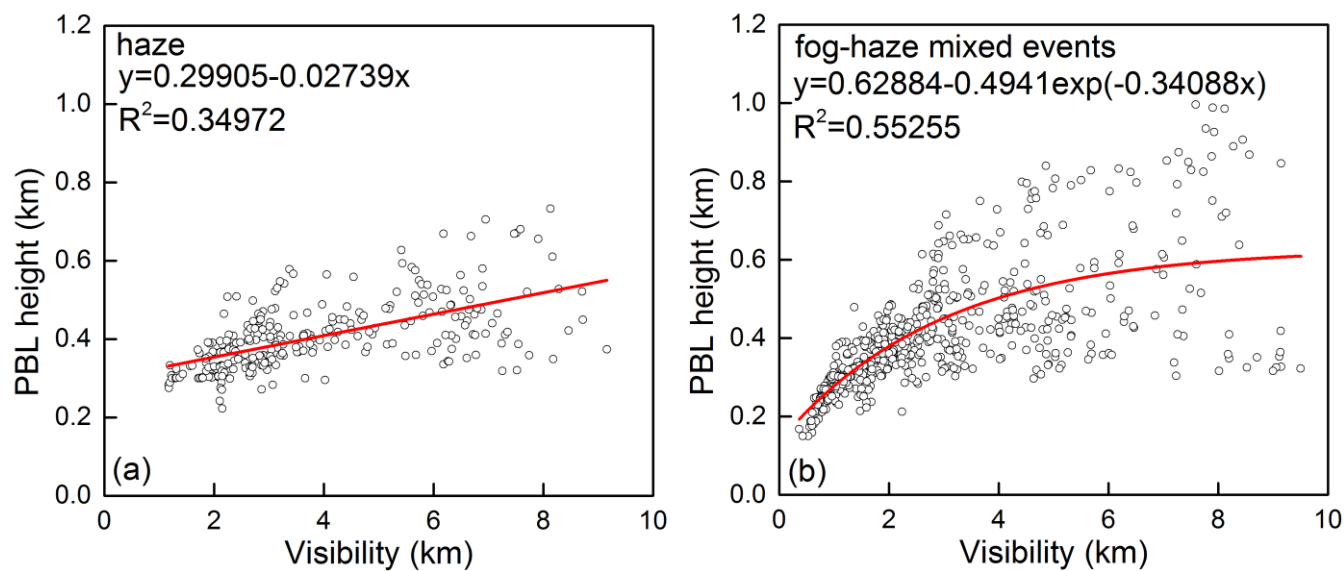 haze
y=0.29905-0.02739x
R²=0.34972
1.2
1.0
0.8
0.6
0.4
0.2
0.0
PBL height (km)
(a)
0 2 4 6 8 10
Visibility (km)
fog-haze mixed events
y=0.62884-0.4941exp(-0.34088x)
R²=0.55255
1.2
1.0
0.8
0.6
0.4
0.2
0.0
PBL height (km)
(b)
0 2 4 6 8 10
Visibility (km)